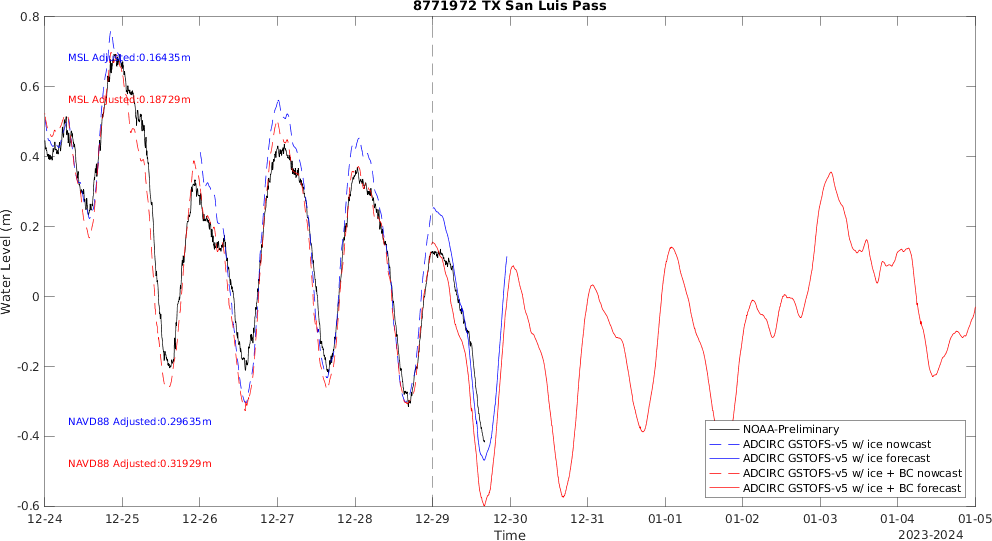 8771972 TX San Luis Pass
0.8
0.6
0.4
0.2
0
-0.2
-0.4
-0.6
Water Level (m)
MSL Adjusted:0.16435m
MSL Adjusted:0.18729m
NAVD88 Adjusted:0.29635m
NAVD88 Adjusted:0.31929m
NOAA-Preliminary
ADCIRC GSTOFS-v5 w/ ice nowcast
ADCIRC GSTOFS-v5 w/ ice forecast
ADCIRC GSTOFS-v5 w/ ice + BC nowcast
ADCIRC GSTOFS-v5 w/ ice + BC forecast
12-24 12-25 12-26 12-27 12-28 12-29 12-30 12-31 01-01 01-02 01-03 01-04 01-05
Time
2023-2024